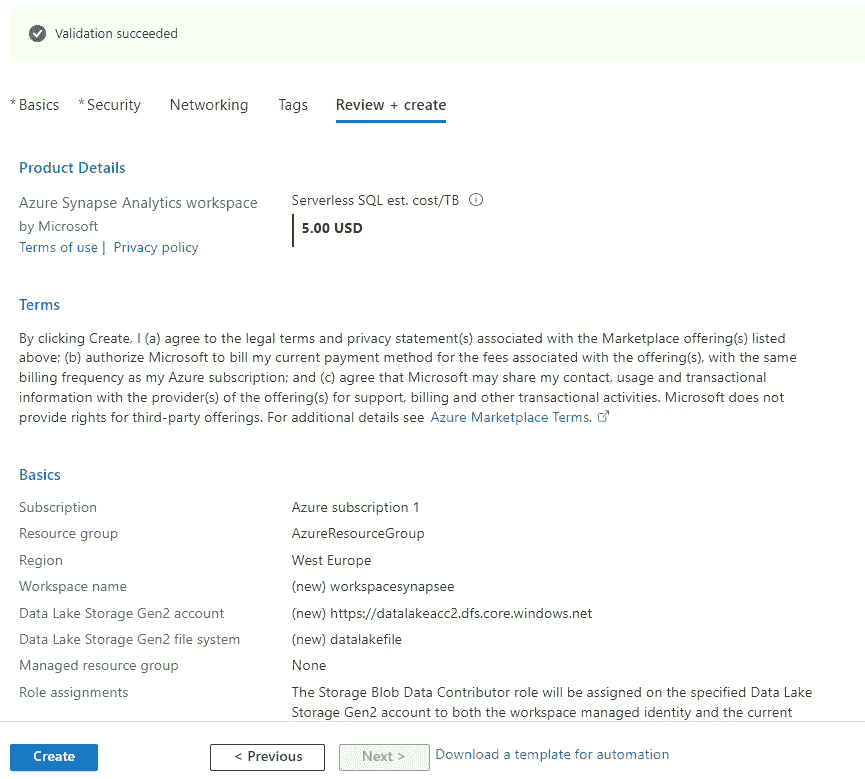 Validation succeeded
*Basics *Security Networking Tags Review + create
Product Details
Azure Synapse Analytics workspace
by Microsoft
Terms of use | Privacy policy
Serverless SQL est. cost/TB
5.00 USD
Terms
By clicking Create, I (a) agree to the legal terms and privacy statement(s) associated with the Marketplace offering(s) listed
above; (b) authorize Microsoft to bill my current payment method for the fees associated with the offering(s), with the same
billing frequency as my Azure subscription; and (c) agree that Microsoft may share my contact, usage and transactional
information with the provider(s) of the offering(s) for support, billing and other transactional activities. Microsoft does not
provide rights for third-party offerings. For additional details see Azure Marketplace Terms.
Basics
Subscription Azure subscription 1
Resource group AzureResourceGroup
Region West Europe
Workspace name (new) workspacesynapsee
Data Lake Storage Gen2 account (new) https://datalakeacc2.dfs.core.windows.net
Data Lake Storage Gen2 file system (new) datalakefile
Managed resource group None
Role assignments The Storage Blob Data Contributor role will be assigned on the specified Data Lake
Storage Gen2 account to both the workspace managed identity and the current
Create < Previous Next > Download a template for automation